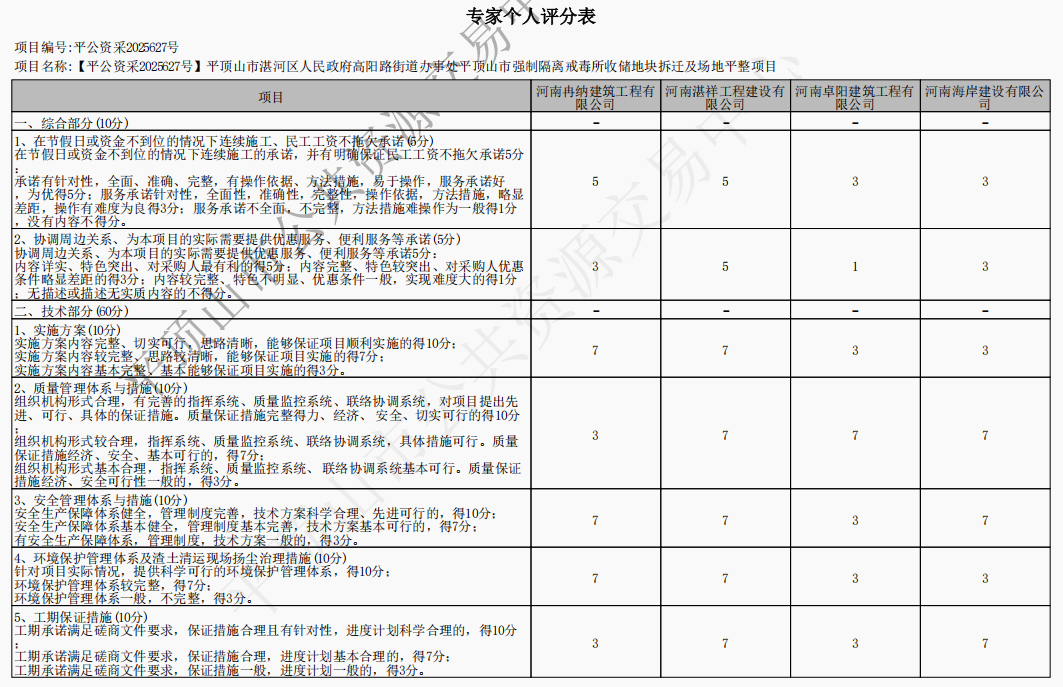 专家个人评分表
项目编号:平公资采2025627号
项目名称:【平公资采2025627号】平顶山市湛河区人民政府高阳路街道办事处平顶山市强制隔离戒毒所收储地块拆迁及场地平整项目
项目
河南冉纳建筑工程有限公司
河南湛祥工程建设有限公司
河南卓阳建筑工程有限公司
河南海岸建设有限公司
一、综合部分(10分)
- - - -
1、在节假日或资金不到位的情况下连续施工、民工工资不拖欠承诺(5分)
在节假日或资金不到位的情况下连续施工的承诺，并有明确保证民工工资不拖欠承诺5分
；
承诺有针对性，全面、准确、完整，有操作依据、方法措施，易于操作，服务承诺好
，为优得5分；服务承诺针对性，全面性，准确性，完整性，操作依据，方法措施，略显
差距，操作有难度为良得3分；服务承诺不全面，不完整，方法措施难操作为一般得1分
，没有内容不得分。
5 5 3 3
2、协调周边关系、为本项目的实际需要提供优惠服务、便利服务等承诺(5分)
协调周边关系、为本项目的实际需要提供优惠服务、便利服务等承诺5分：
内容详实、特色突出、对采购人最有利的得5分；内容完整、特色较突出、对采购人优惠
条件略显差距的得3分；内容较完整、特色不明显、优惠条件一般，实现难度大的得1分
；无描述或描述无实质内容的不得分。
3 5 1 3
二、技术部分(60分)
- - - -
1、实施方案(10分)
实施方案内容完整、切实可行，思路清晰，能够保证项目顺利实施的得10分；
实施方案内容较完整、思路较清晰，能够保证项目实施的得7分；
实施方案内容基本完整、基本能够保证项目实施的得3分。
7 7 3 3
2、质量管理体系与措施(10分)
组织机构形式合理，有完善的指挥系统、质量监控系统、联络协调系统，对项目提出先
进、可行、具体的保证措施。质量保证措施完整得力、经济、安全、切实可行的得10分
；
组织机构形式较合理，指挥系统、质量监控系统、联络协调系统，具体措施可行。质量
保证措施经济、安全、基本可行的，得7分；
组织机构形式基本合理，指挥系统、质量监控系统、联络协调系统基本可行。质量保证
措施经济、安全可行性一般的，得3分。
3 7 7 7
3、安全管理体系与措施(10分)
安全生产保障体系健全，管理制度完善，技术方案科学合理、先进可行的，得10分；
安全生产保障体系基本健全，管理制度基本完善，技术方案基本可行的，得7分；
有安全生产保障体系，管理制度，技术方案一般的，得3分。
7 7 3 7
4、环境保护管理体系及渣土清运现场扬尘治理措施(10分)
针对项目实际情况，提供科学可行的环境保护管理体系，得10分；
环境保护管理体系较完整，得7分；
环境保护管理体系一般，不完整，得3分。
7 7 3 3
5、工期保证措施(10分)
工期承诺满足磋商文件要求，保证措施合理且有针对性，进度计划科学合理的，得10分
；
工期承诺满足磋商文件要求，保证措施合理，进度计划基本合理的，得7分；
工期承诺满足磋商文件要求，保证措施一般，进度计划一般的，得3分。
3 7 3 7
平顶山市公共资源交易中心
平顶山市公共资源交易中心